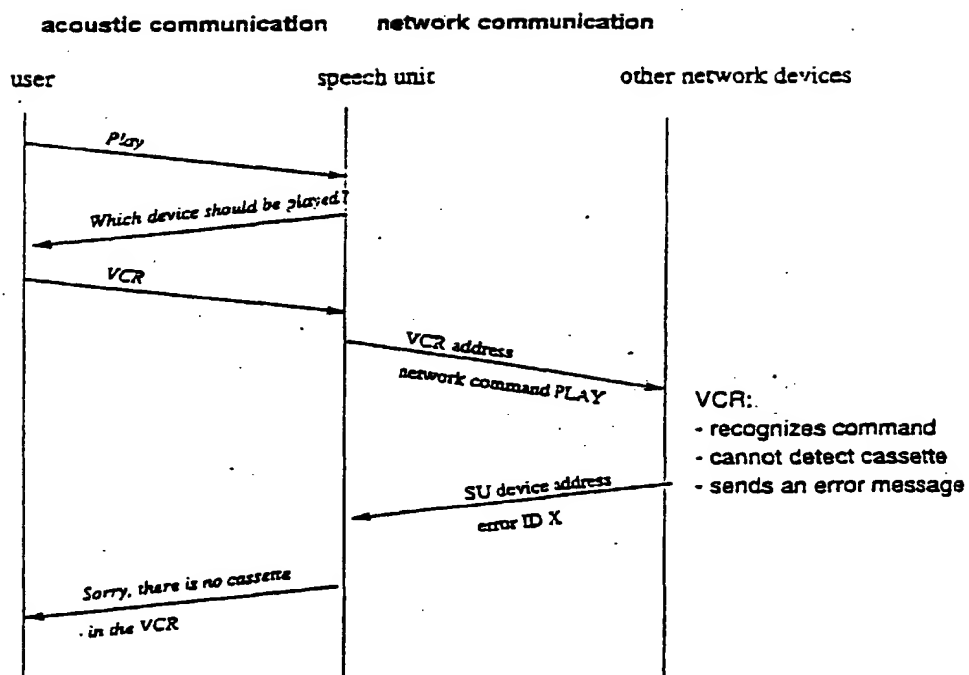 acoustic communication network communication
user speech unit other network devices
Play
Which device should be played?
VCR
VCR address
network command PLAY
VCR:
- recognizes command
- cannot detect cassette
- sends an error message
SU device address
error ID X
Sorry, there is no cassette
in the VCR